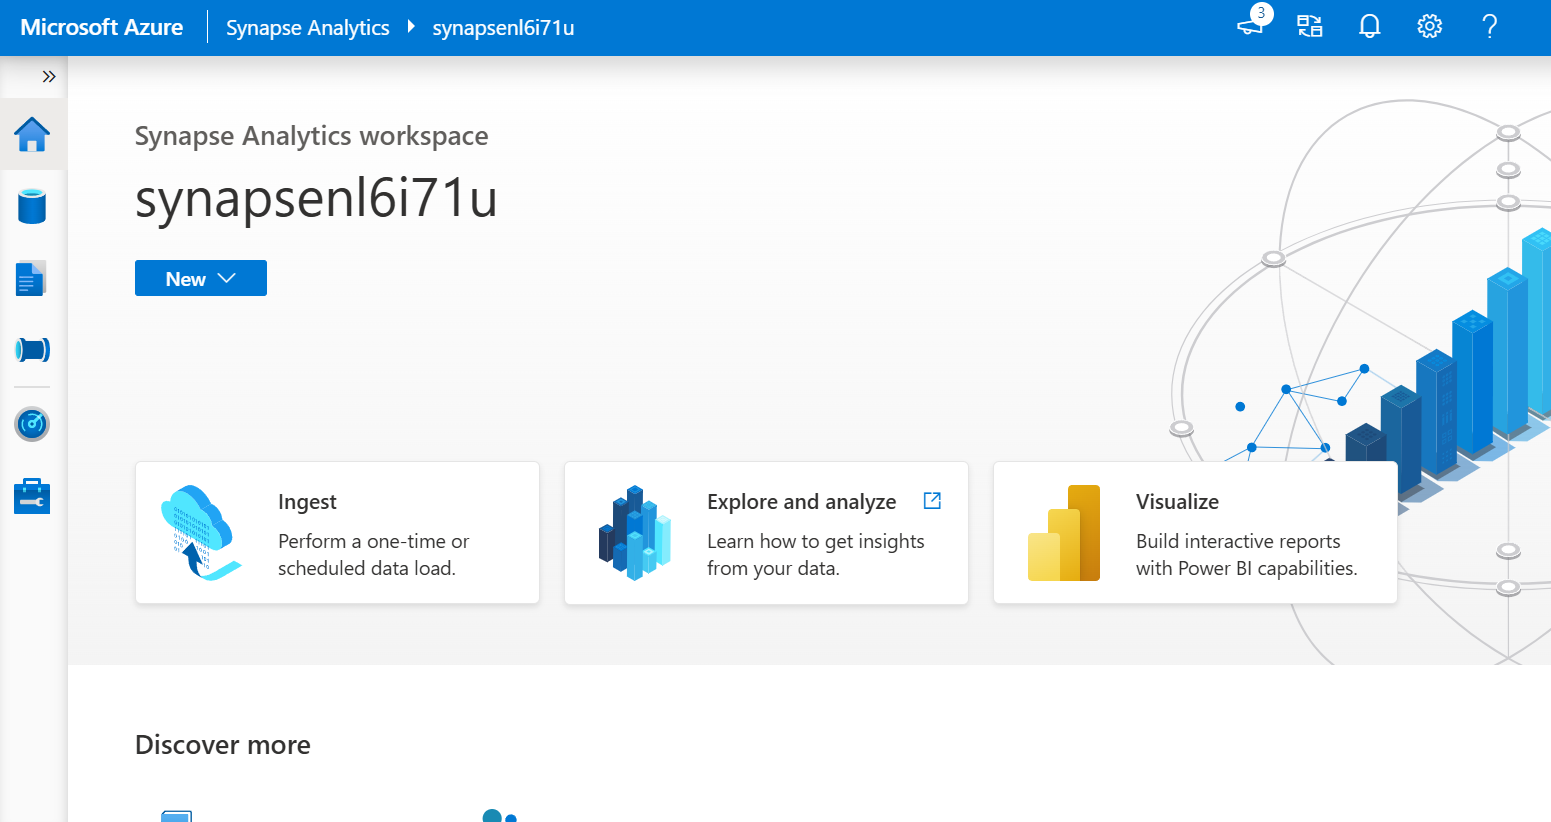 Microsoft Azure
Synapse Analytics
synapsenl6i71u
3
Synapse Analytics workspace
synapsenl6i71u
New
Ingest
Perform a one-time or
scheduled data load.
Explore and analyze
Learn how to get insights
from your data.
Visualize
Build interactive reports
with Power BI capabilities.
Discover more